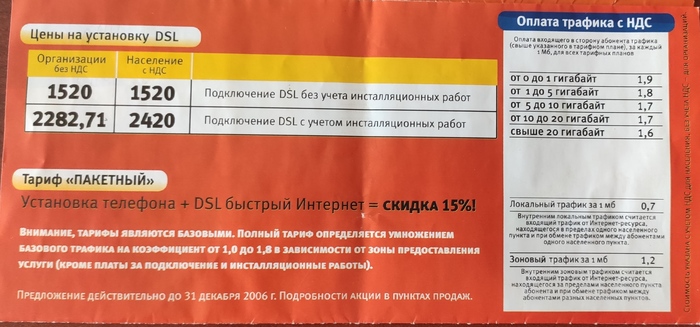 Цены на установку DSL
Организации
без НДС
Население
с НДС
1520
1520
Подключение DSL без учета инсталляционных работ
2282,71
2420
Подключение DSL с учетом инсталляционных работ
Тариф «ПАКЕТНЫЙ»
Установка телефона + DSL быстрый Интернет = СКИДКА 15%!
Внимание, тарифы являются базовыми. Полный тариф определяется умножением
базового трафика на коэффициент от 1,0 до 1,8 в зависимости от зоны предоставления
услуги (кроме платы за подключение и инсталляционные работы).
Предложение действительно до 31 декабря 2006 г. Подробности акции в пунктах продаж.
Оплата трафика с НДС
Оплата входящего в сторону абонента трафика
(свыше указанного в тарифном плане), за каждый
1 Мб, для всех тарифных планов
от 0 до 1 гигабайт 1,9
от 1 до 5 гигабайт 1,8
от 5 до 10 гигабайт 1,7
от 10 до 20 гигабайт 1,7
свыше 20 гигабайт 1,6
Локальный трафик за 1 мб 0,7
Внутренним локальным трафиком считается
входящий трафик от Интернет-ресурса,
находящегося в пределах одного населенного
пункта и при обмене трафиком между абонентами
одного населенного пункта.
Зоновый трафик за 1 мб 1,2
Внутренним зоновым трафиком считается
входящий трафик от Интернет-ресурса,
находящегося за пределами населенного пункта
абонента и при обмене трафиком между
абонентами разных населенных пунктов.